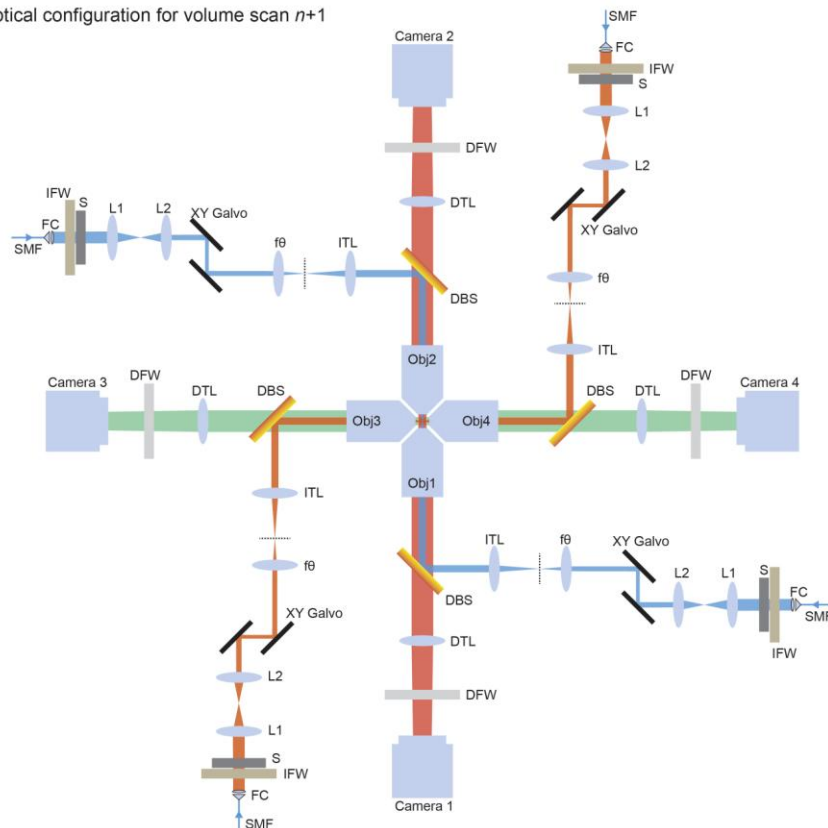 ptical configuration for volume scan n+1
SMF
Camera 2
FC
IFW
S
L1
DFW
L2
IFW
S
L1
L2
XY Galvo
DTL
FC
XY Galvo
SMF
fθ
ITL
fθ
DBS
ITL
Obj2
Camera 3
DFW
DTL
DBS
DBS
DTL
DFW
Camera 4
Obj3
Obj4
Obj1
ITL
ITL
fθ
XY Galvo
fθ
S
L2
L1
FC
DBS
XY Galvo
SMF
DTL
IFW
L2
DFW
L1
S
IFW
FC
Camera 1
SMF